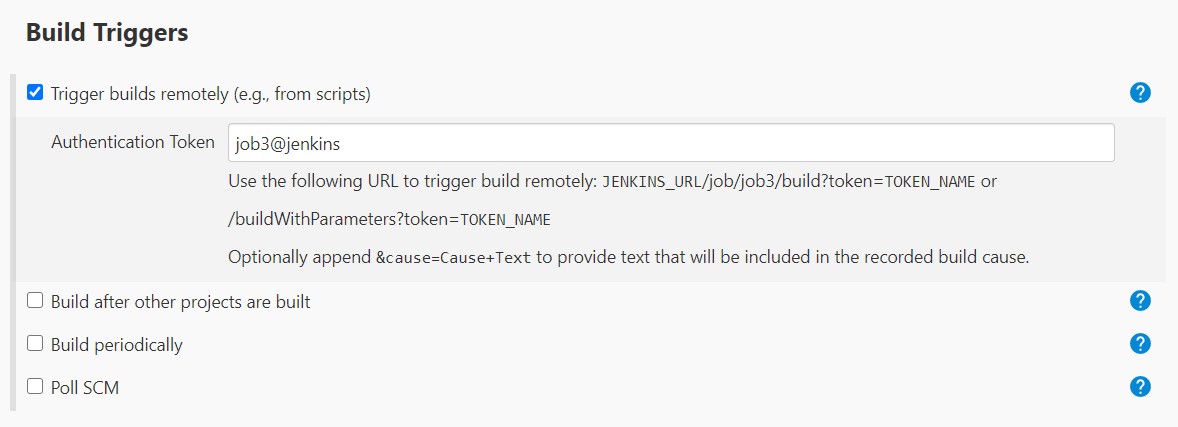 Build Triggers
Trigger builds remotely (e.g., from scripts)
?
Authentication Token
job3@jenkins
Use the following URL to trigger build remotely: JENKINS_URL/job/job3/build?token=TOKEN_NAME or
/buildWithParameters?token=TOKEN_NAME
Optionally append &cause=Cause+Text to provide text that will be included in the recorded build cause.
Build after other projects are built
?
Build periodically
?
Poll SCM
?